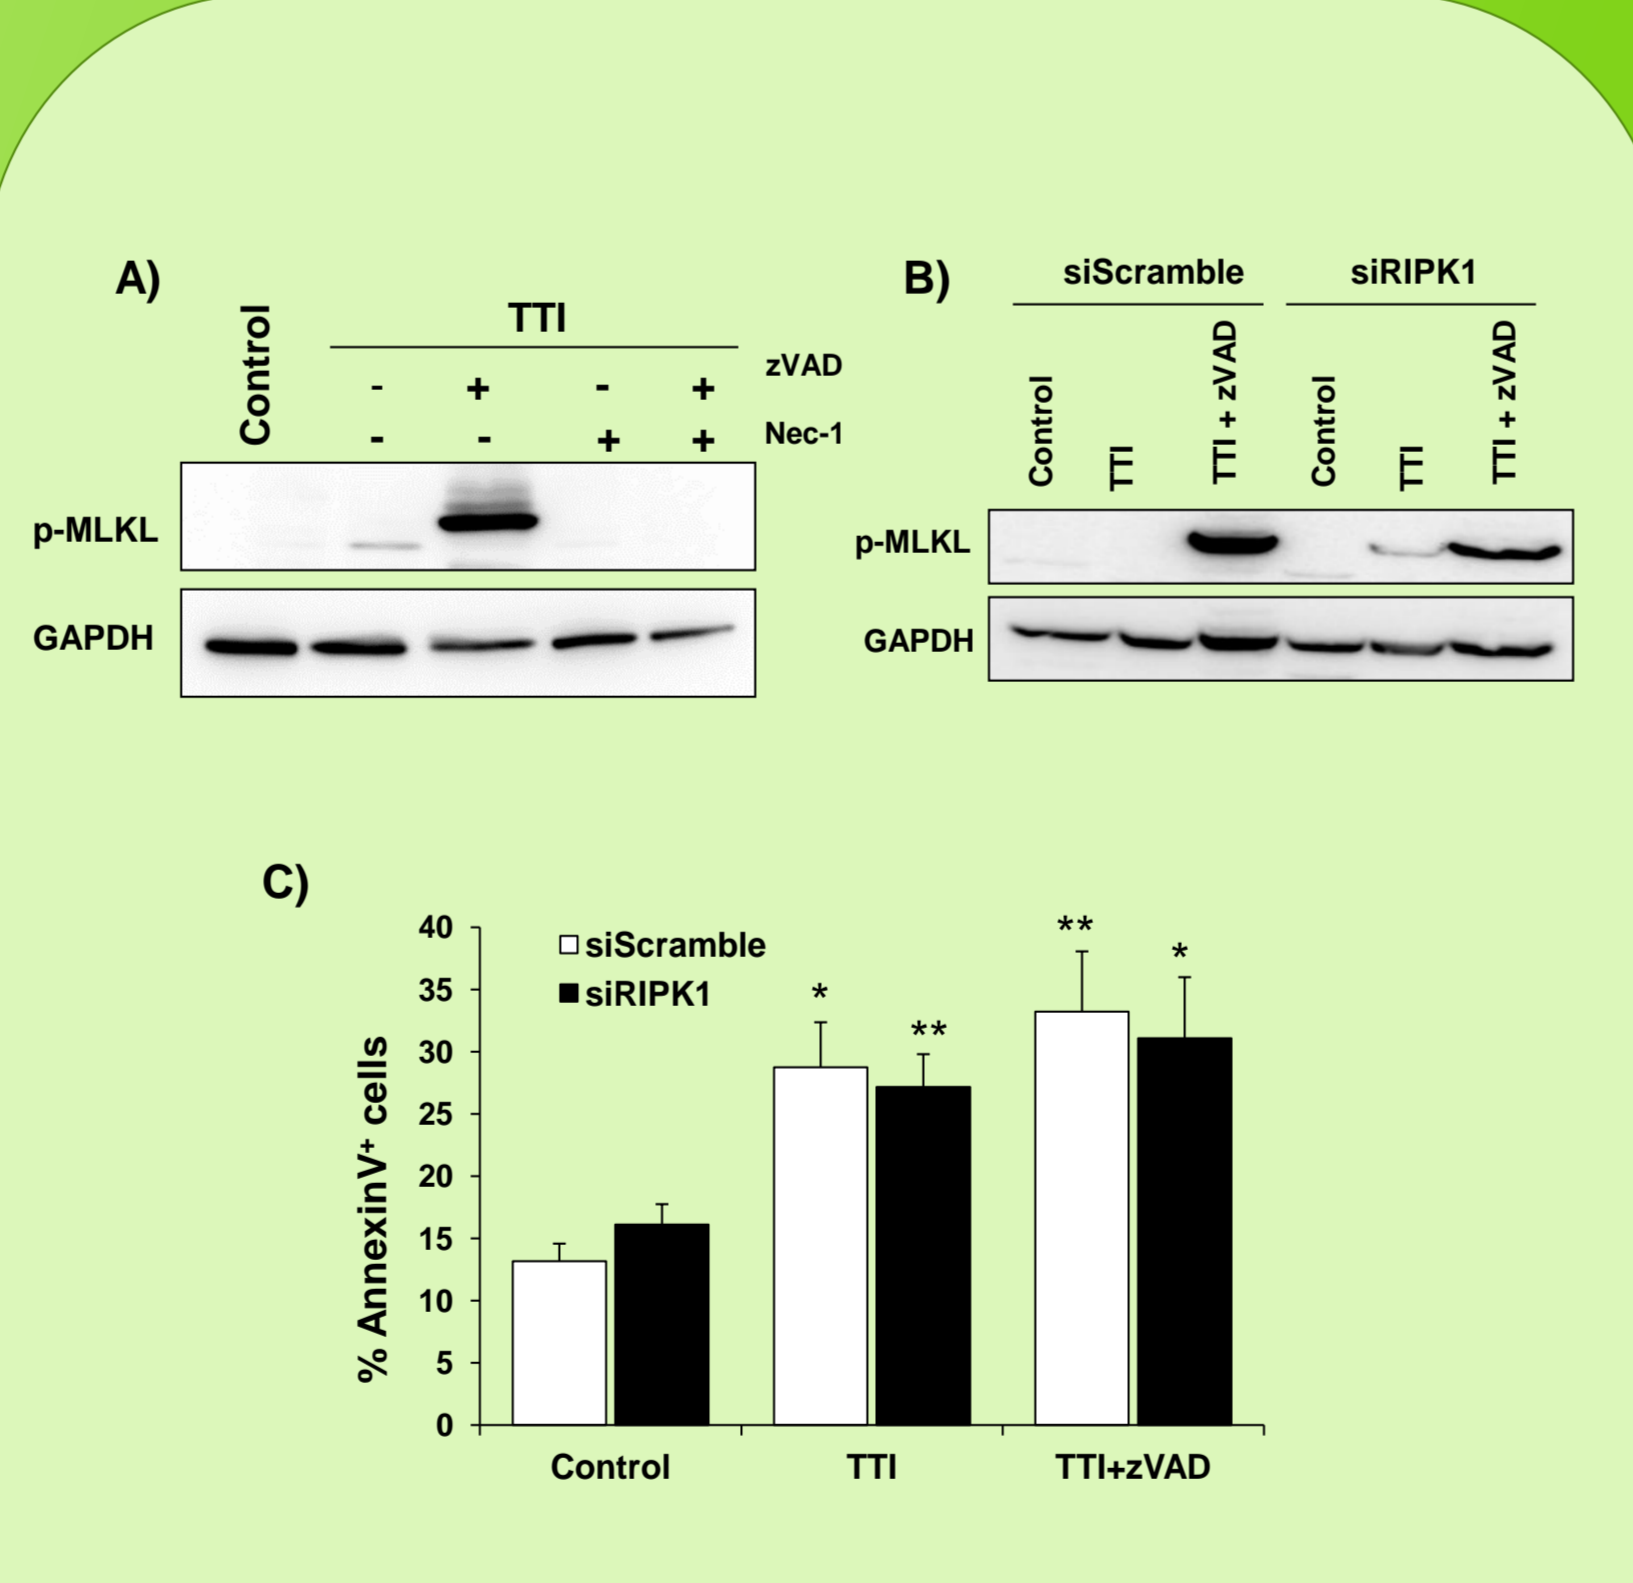 A)
Control
TTI
- + - + zVAD
- - + + Nec-1
p-MLKL
GAPDH
B)
siScramble siRIPK1
Control TTI TTI + zVAD Control TTI TTI + zVAD
p-MLKL
GAPDH
C)
% AnnexinV+ cells
40
35
30
25
20
15
10
5
0
siScramble
siRIPK1
* ** ** *
Control TTI TTI+zVAD